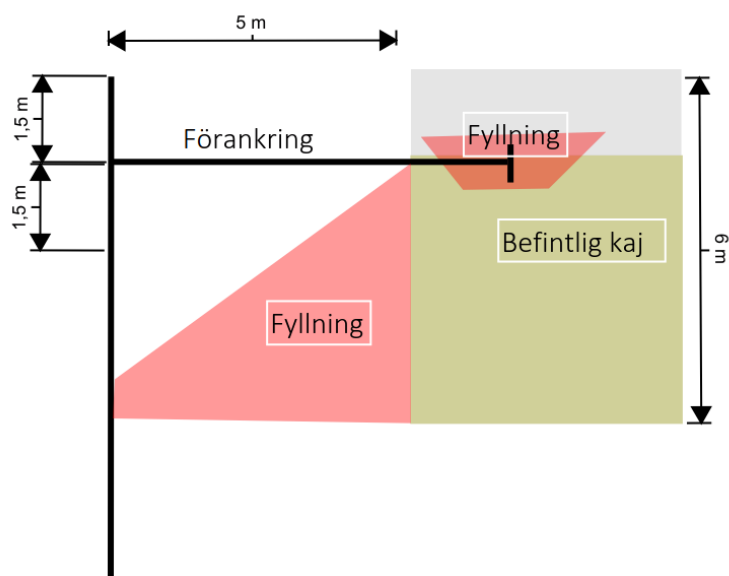 5 m
1,5 m
Förankring
Fyllning
1,5 m
Befintlig kaj
6 m
Fyllning